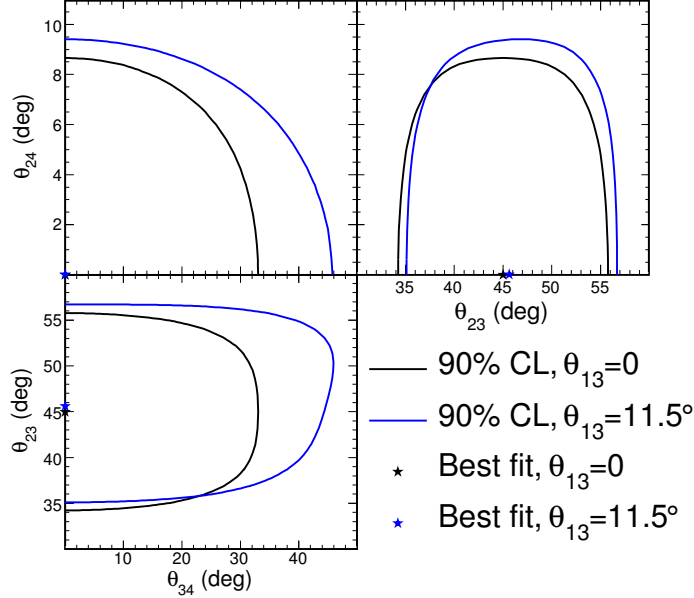 10
8
6
4
2
θ24 (deg)
35 40 45 50 55
θ23 (deg)
55
50
45
40
35
θ23 (deg)
10 20 30 40
θ34 (deg)
90% CL, θ13=0
90% CL, θ13=11.5°
Best fit, θ13=0
Best fit, θ13=11.5°